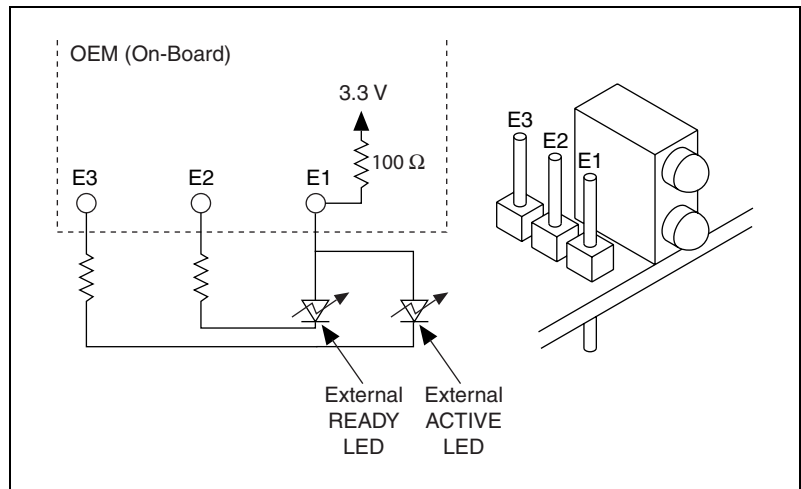 OEM (On-Board)
3.3 V
100 Ω
E3 E2 E1
E3
E2
E1
External READY LED
External ACTIVE LED